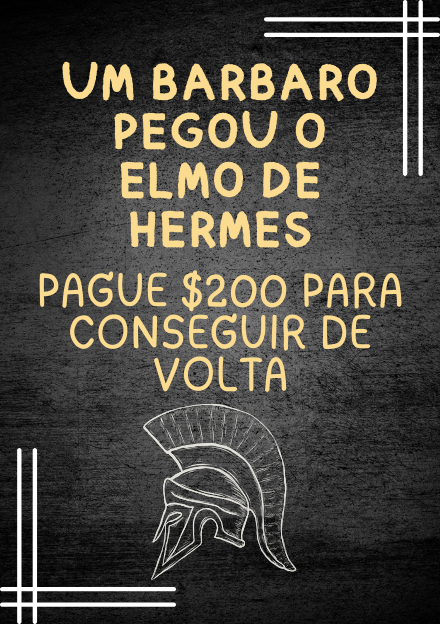 UM BARBARO
PEGOU O
ELMO DE
HERMES
PAGUE $200 PARA
CONSEGUIR DE
VOLTA